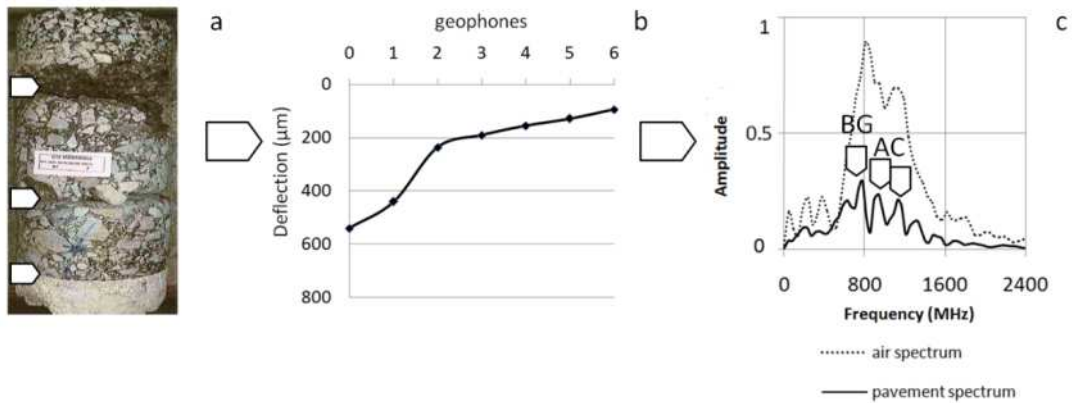 a
geophones
0 1 2 3 4 5 6
0
200
400
600
800
Deflection (µm)
b
1
0.5
0
Amplitude
BG
AC
0 800 1600 2400
Frequency (MHz)
air spectrum
pavement spectrum
c